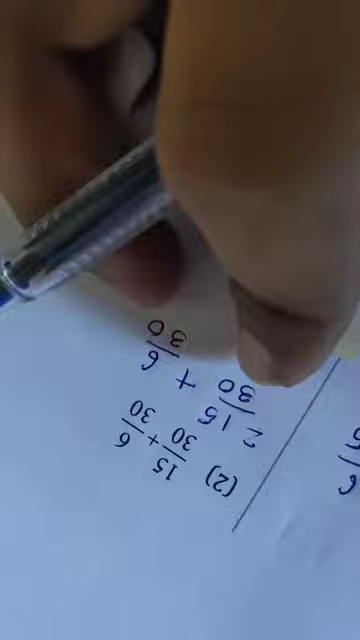 (2) 15/30 + 6/30
= 15/30 + 6/30